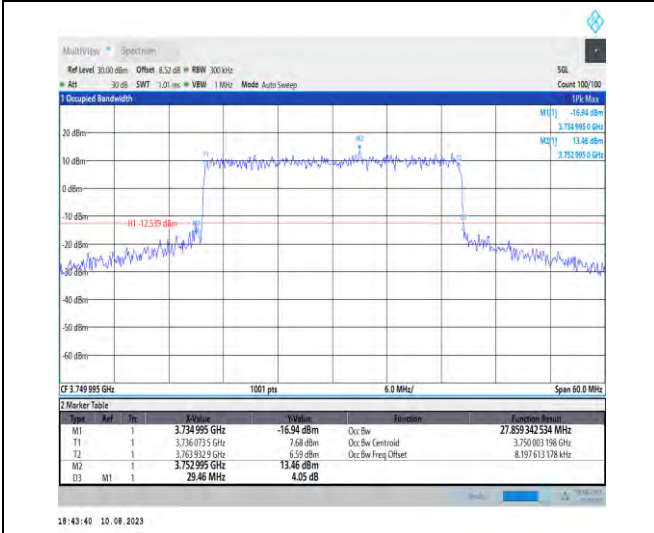 MultiView Spectrum
Ref Level 30.00 dBm Offset 8.52 dB RBW 300 kHz SGL
Att 30 dB SWT 1.01 ms VBW 1 MHz Mode Auto Sweep Count 100/100
1 Occupied Bandwidth 1Pk Max
M1[1] -16.94 dBm
3.734 995 0 GHz
M2[1] 13.46 dBm
3.752 995 0 GHz
20 dBm
M2
T1
T2
10 dBm
0 dBm
-10 dBm
H1 -12.539 dBm
M1
D3
-20 dBm
-30 dBm
-40 dBm
-50 dBm
-60 dBm
CF 3.749 995 GHz 1001 pts 6.0 MHz/ Span 60.0 MHz
2 Marker Table
Type Ref Trc X-Value Y-Value Function Function Result
M1 1 3.734 995 GHz -16.94 dBm Occ Bw 27.859 342 534 MHz
T1 1 3.736 073 5 GHz 7.68 dBm Occ Bw Centroid 3.750 003 198 GHz
T2 1 3.763 932 9 GHz 6.59 dBm Occ Bw Freq Offset 8.197 613 178 kHz
M2 1 3.752 995 GHz 13.46 dBm
D3 M1 1 29.46 MHz 4.05 dB
18:43:40 10.08.2023